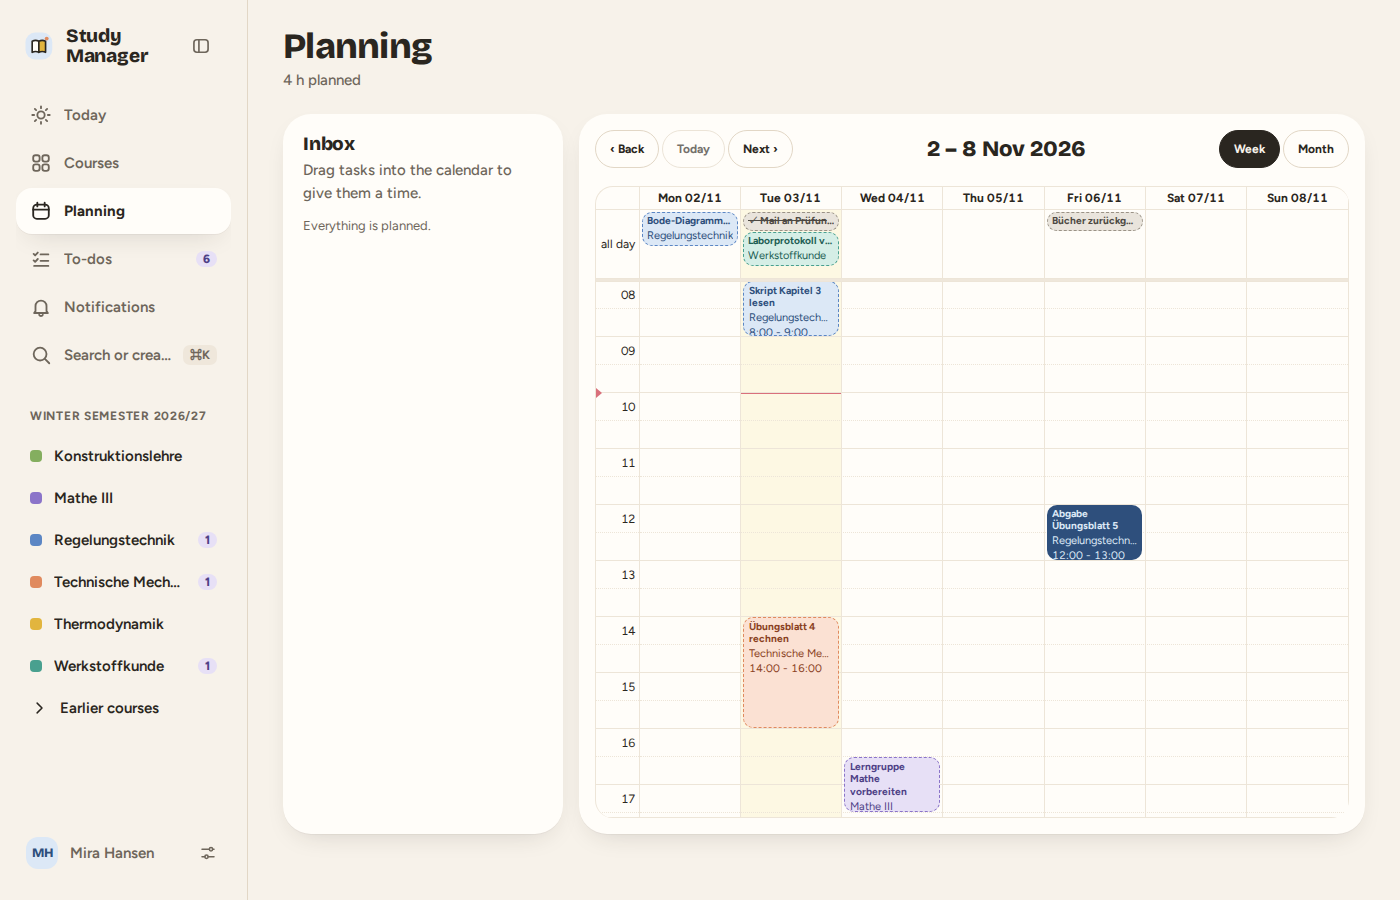 Study
Manager
Today
Courses
Planning
To-dos
6
Notifications
Search or crea...
⌘K
WINTER SEMESTER 2026/27
Konstruktionslehre
Mathe III
Regelungstechnik
1
Technische Mech...
1
Thermodynamik
Werkstoffkunde
1
Earlier courses
MH
Mira Hansen
Planning
4 h planned
Inbox
Drag tasks into the calendar to
give them a time.
Everything is planned.
‹ Back
Today
Next ›
2 – 8 Nov 2026
Week
Month
Mon 02/11
Tue 03/11
Wed 04/11
Thu 05/11
Fri 06/11
Sat 07/11
Sun 08/11
all day
Bode-Diagramm...
Regelungstechnik
✓ Mail an Prüfun...
Laborprotokoll v...
Werkstoffkunde
Bücher zurückg...
08
Skript Kapitel 3
lesen
Regelungstech...
8:00 - 9:00
09
10
11
12
Abgabe
Übungsblatt 5
Regelungstechn...
12:00 - 13:00
13
14
Übungsblatt 4
rechnen
Technische Me...
14:00 - 16:00
15
16
Lerngruppe
Mathe
vorbereiten
Mathe III
17